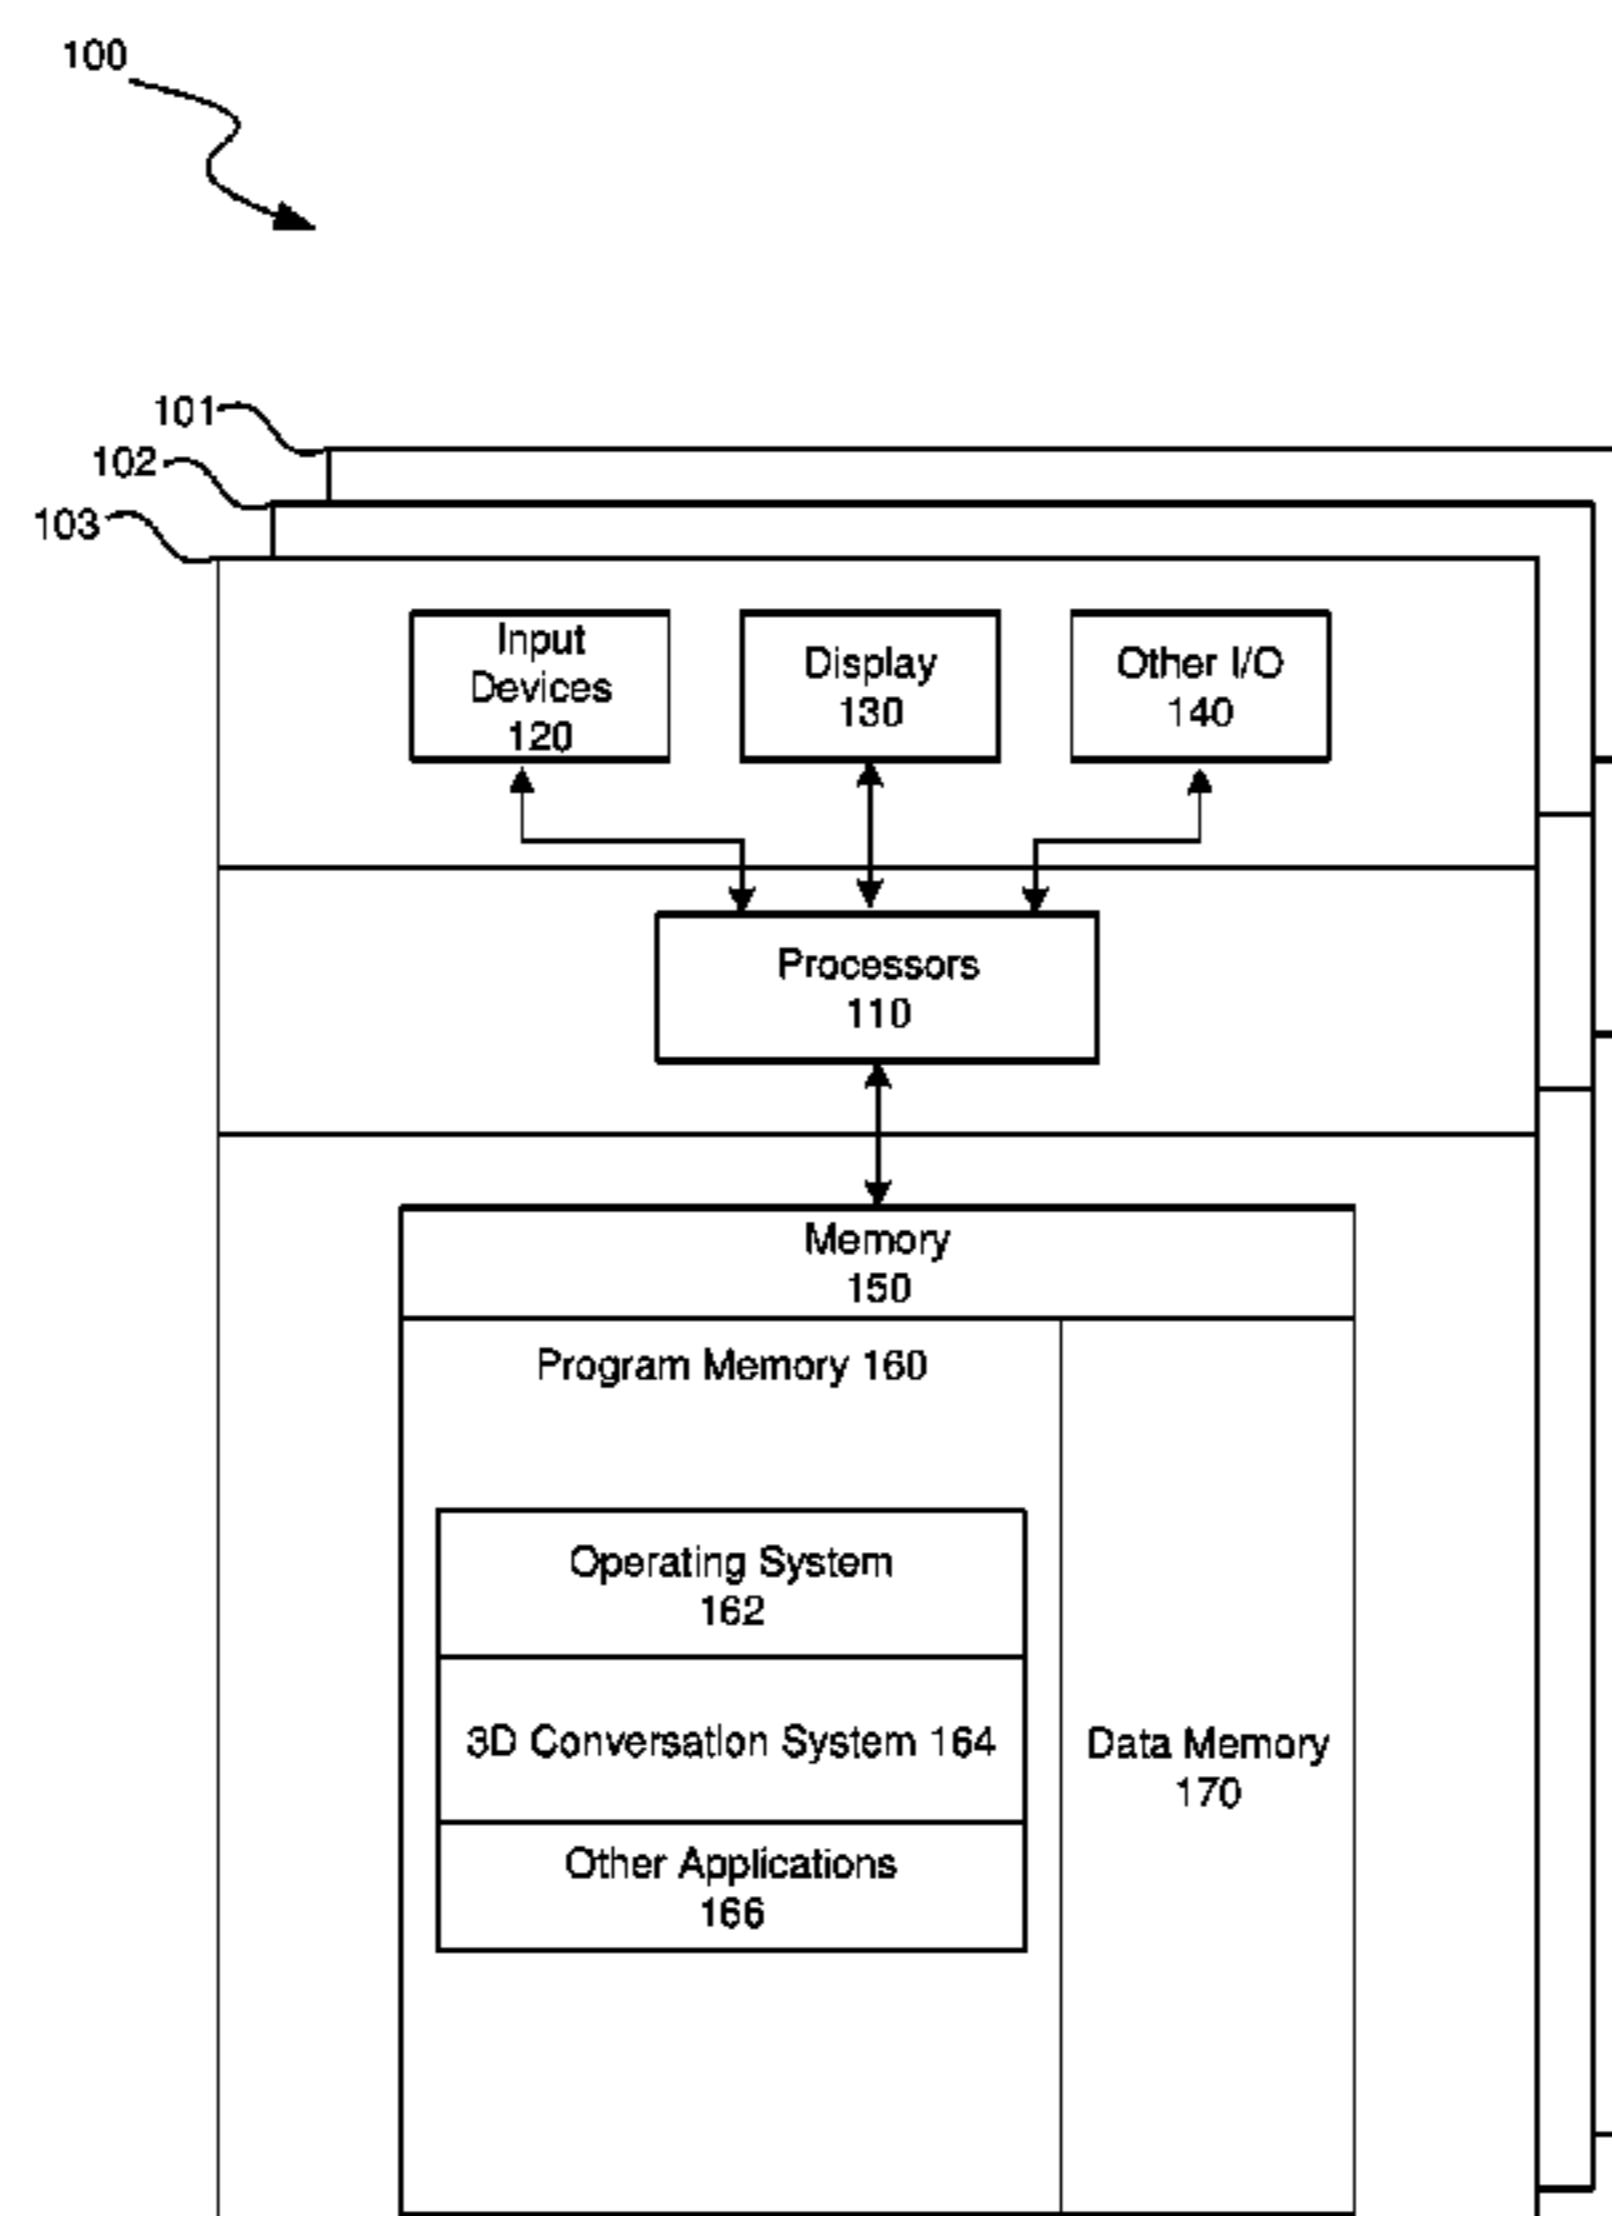 100
101
102
103
Input
Devices
120
Display
130
Other I/O
140
Processors
110
Memory
150
Program Memory 160
Operating System
162
3D Conversation System 164
Other Applications
166
Data Memory
170